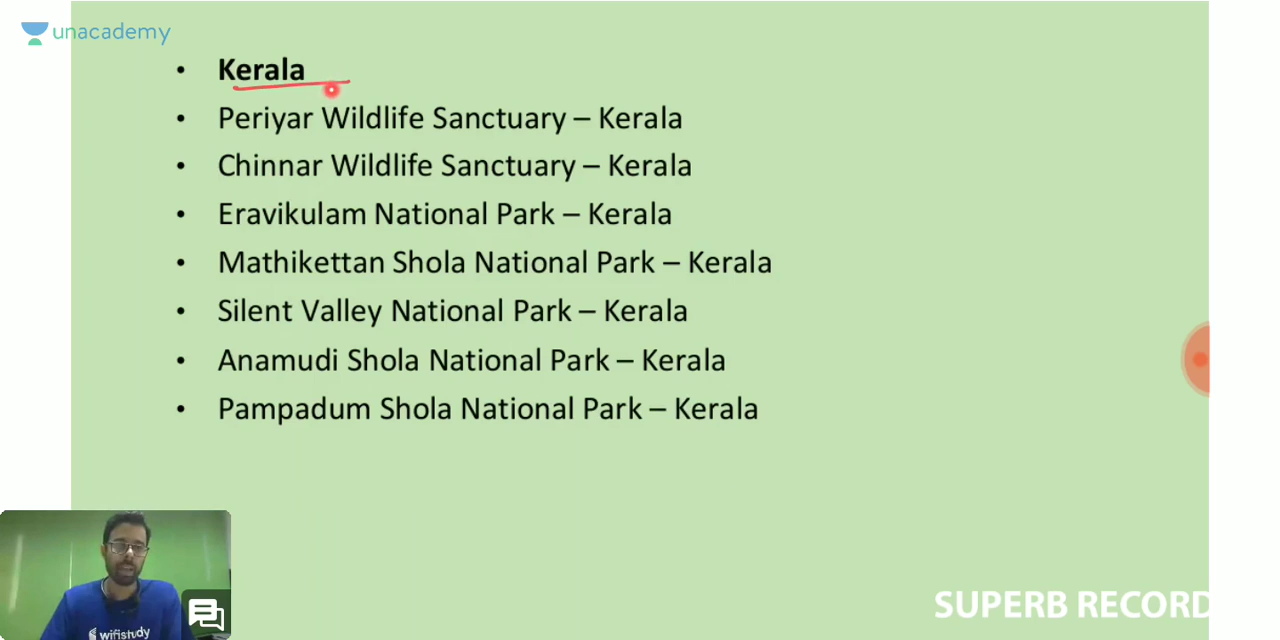 unacademy
• Kerala
• Periyar Wildlife Sanctuary – Kerala
• Chinnar Wildlife Sanctuary – Kerala
• Eravikulam National Park – Kerala
• Mathikettan Shola National Park – Kerala
• Silent Valley National Park – Kerala
• Anamudi Shola National Park – Kerala
• Pampadum Shola National Park – Kerala
SUPERB RECORD
wifistudy